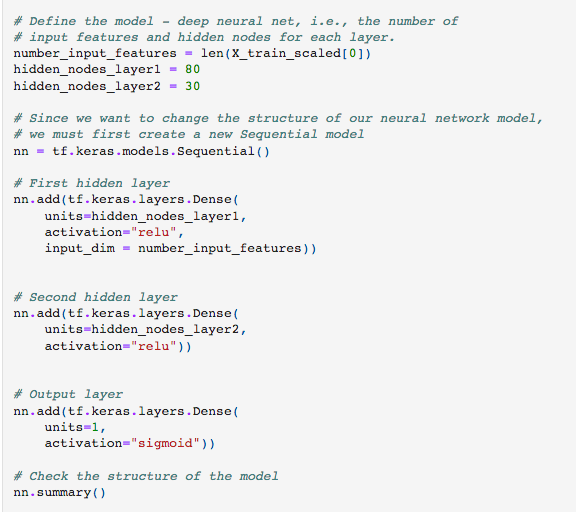 # Define the model - deep neural net, i.e., the number of
# input features and hidden nodes for each layer.
number_input_features = len(X_train_scaled[0])
hidden_nodes_layer1 = 80
hidden_nodes_layer2 = 30
# Since we want to change the structure of our neural network model,
# we must first create a new Sequential model
nn = tf.keras.models.Sequential()
# First hidden layer
nn.add(tf.keras.layers.Dense(
    units=hidden_nodes_layer1,
    activation="relu",
    input_dim = number_input_features))
# Second hidden layer
nn.add(tf.keras.layers.Dense(
    units=hidden_nodes_layer2,
    activation="relu"))
# Output layer
nn.add(tf.keras.layers.Dense(
    units=1,
    activation="sigmoid"))
# Check the structure of the model
nn.summary()